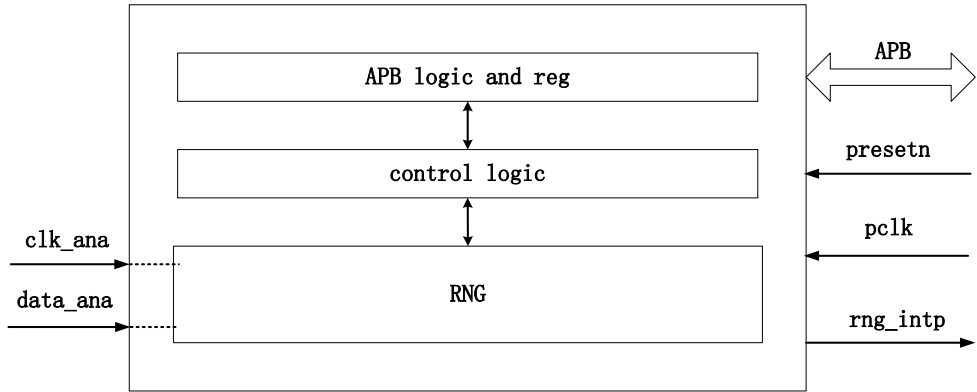 APB logic and reg
APB
control logic
presetn
clk_ana
pclk
data_ana
RNG
rng_intp